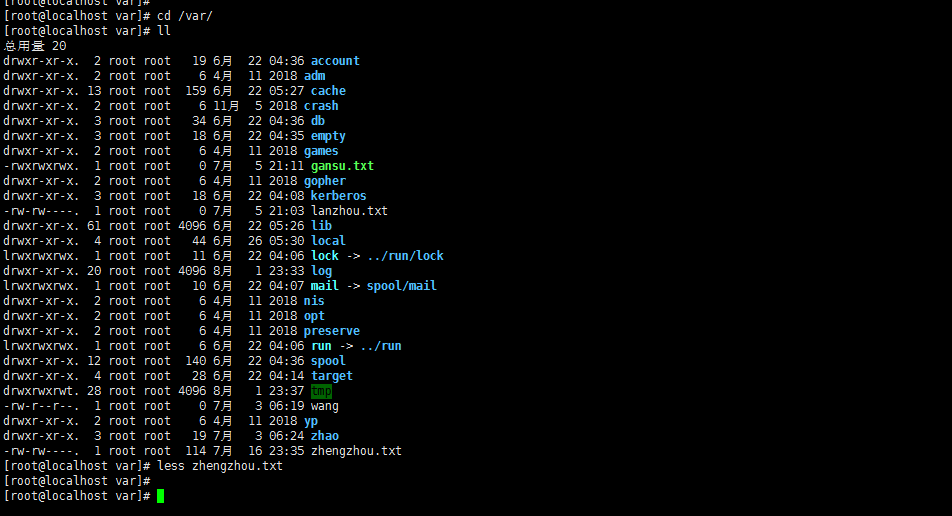 [root@localhost var]#
[root@localhost var]# cd /var/
[root@localhost var]# ll
总用量 20
drwxr-xr-x.  2 root root   19 6月  22 04:36 account
drwxr-xr-x.  2 root root    6 4月  11 2018 adm
drwxr-xr-x. 13 root root  159 6月  22 05:27 cache
drwxr-xr-x.  2 root root    6 11月  5 2018 crash
drwxr-xr-x.  3 root root   34 6月  22 04:36 db
drwxr-xr-x.  3 root root   18 6月  22 04:35 empty
drwxr-xr-x.  2 root root    6 4月  11 2018 games
-rwxrwxrwx.  1 root root    0 7月   5 21:11 gansu.txt
drwxr-xr-x.  2 root root    6 4月  11 2018 gopher
drwxr-xr-x.  3 root root   18 6月  22 04:08 kerberos
-rw-rw----.  1 root root    0 7月   5 21:03 lanzhou.txt
drwxr-xr-x. 61 root root 4096 6月  22 05:26 lib
drwxr-xr-x.  4 root root   44 6月  26 05:30 local
lrwxrwxrwx.  1 root root   11 6月  22 04:06 lock -> ../run/lock
drwxr-xr-x. 20 root root 4096 8月   1 23:33 log
lrwxrwxrwx.  1 root root   10 6月  22 04:07 mail -> spool/mail
drwxr-xr-x.  2 root root    6 4月  11 2018 nis
drwxr-xr-x.  2 root root    6 4月  11 2018 opt
drwxr-xr-x.  2 root root    6 4月  11 2018 preserve
lrwxrwxrwx.  1 root root    6 6月  22 04:06 run -> ../run
drwxr-xr-x. 12 root root  140 6月  22 04:36 spool
drwxr-xr-x.  4 root root   28 6月  22 04:14 target
drwxrwxrwt. 28 root root 4096 8月   1 23:37 tmp
-rw-r--r--.  1 root root    0 7月   3 06:19 wang
drwxr-xr-x.  2 root root    6 4月  11 2018 yp
drwxr-xr-x.  3 root root   19 7月   3 06:24 zhao
-rw-rw----.  1 root root  114 7月  16 23:35 zhengzhou.txt
[root@localhost var]# less zhengzhou.txt
[root@localhost var]#
[root@localhost var]#